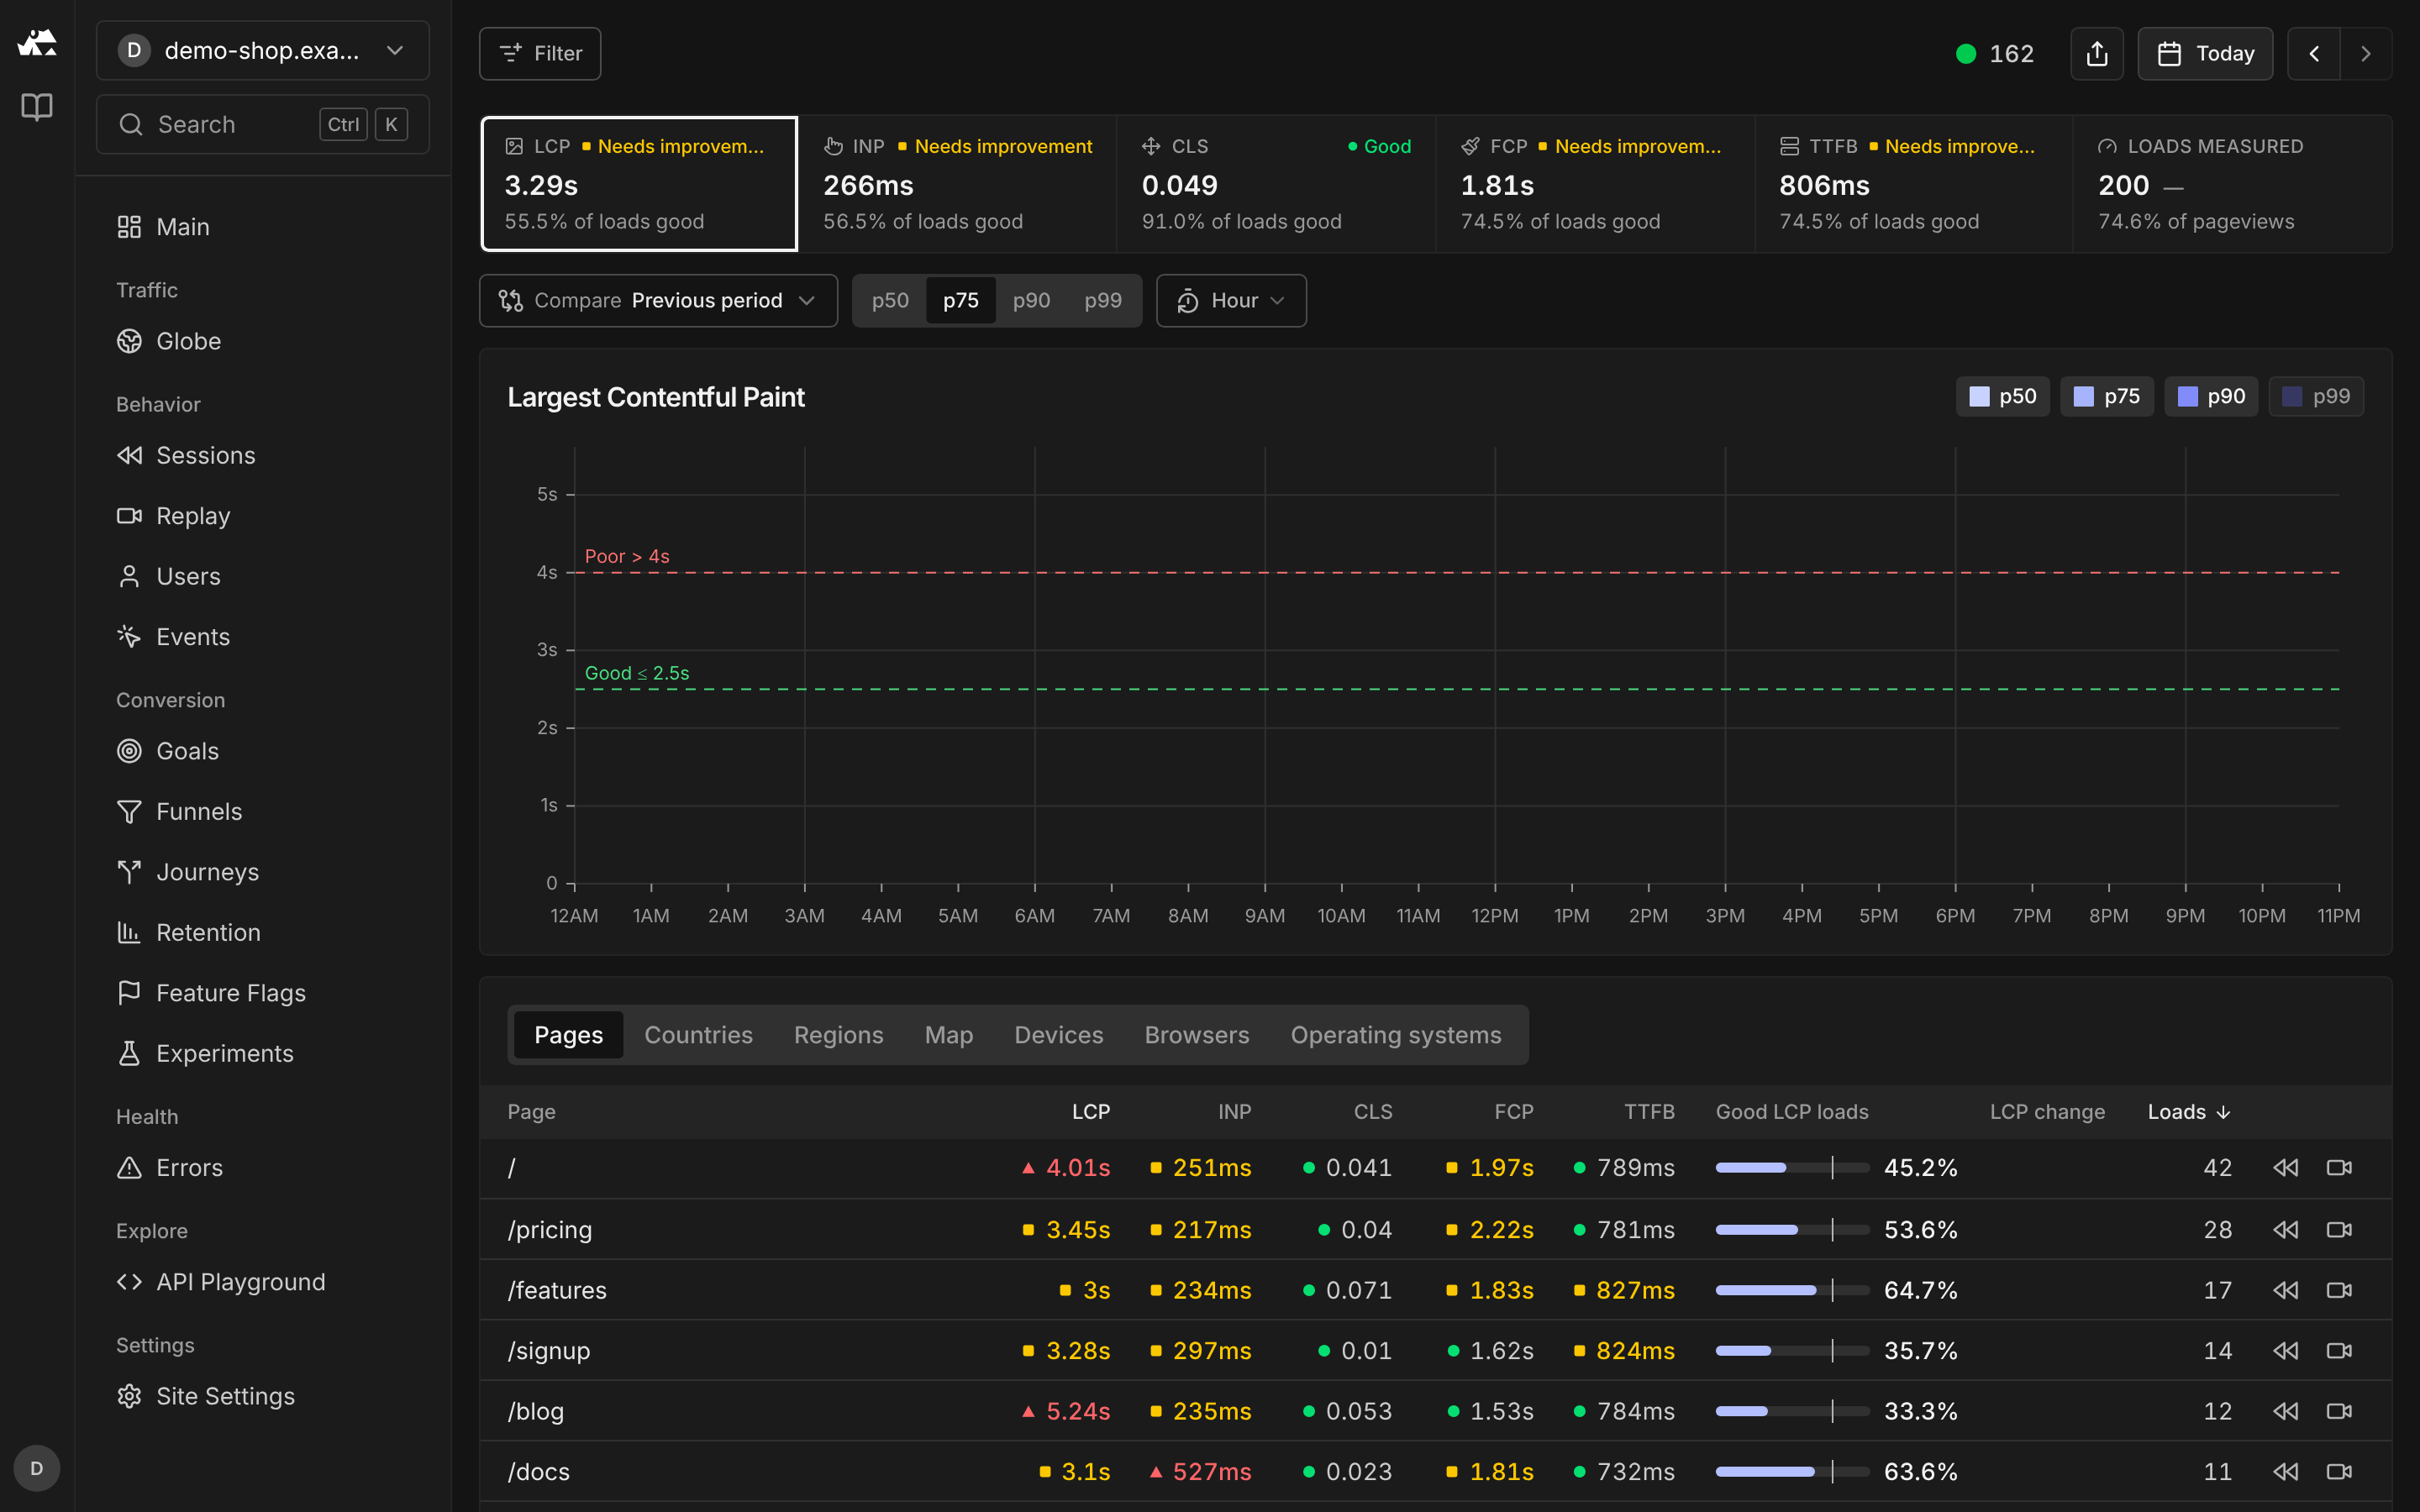 D demo-shop.exa...
Search Ctrl K
Main
Traffic
Globe
Behavior
Sessions
Replay
Users
Events
Conversion
Goals
Funnels
Journeys
Retention
Feature Flags
Experiments
Health
Errors
Explore
API Playground
Settings
Site Settings
D
Filter
162
Today
LCP Needs improvem...
3.29s
55.5% of loads good
INP Needs improvement
266ms
56.5% of loads good
CLS Good
0.049
91.0% of loads good
FCP Needs improvem...
1.81s
74.5% of loads good
TTFB Needs improve...
806ms
74.5% of loads good
LOADS MEASURED
200 —
74.6% of pageviews
Compare Previous period
p50 p75 p90 p99
Hour
Largest Contentful Paint
p50 p75 p90 p99
5s
Poor > 4s
4s
3s
Good ≤ 2.5s
2s
1s
0
12AM 1AM 2AM 3AM 4AM 5AM 6AM 7AM 8AM 9AM 10AM 11AM 12PM 1PM 2PM 3PM 4PM 5PM 6PM 7PM 8PM 9PM 10PM 11PM
Pages Countries Regions Map Devices Browsers Operating systems
Page LCP INP CLS FCP TTFB Good LCP loads LCP change Loads ↓
/ 4.01s 251ms 0.041 1.97s 789ms 45.2% 42
/pricing 3.45s 217ms 0.04 2.22s 781ms 53.6% 28
/features 3s 234ms 0.071 1.83s 827ms 64.7% 17
/signup 3.28s 297ms 0.01 1.62s 824ms 35.7% 14
/blog 5.24s 235ms 0.053 1.53s 784ms 33.3% 12
/docs 3.1s 527ms 0.023 1.81s 732ms 63.6% 11